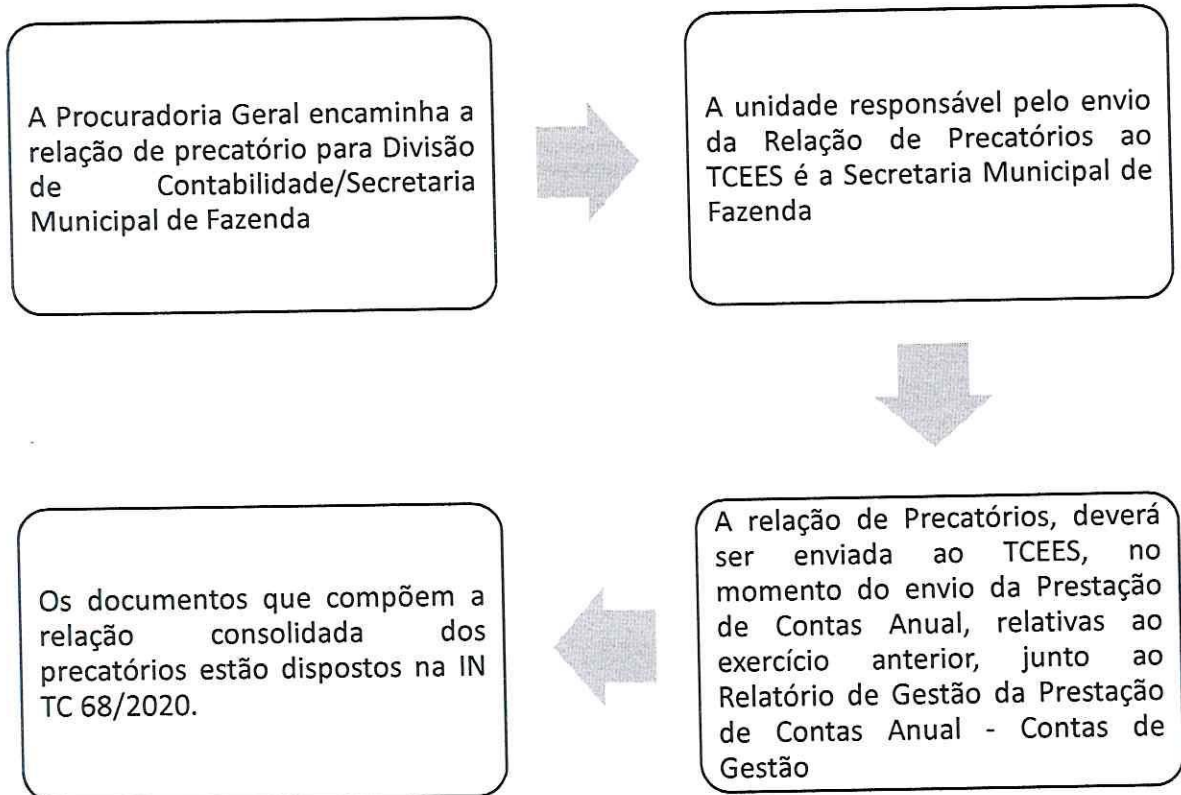 A Procuradoria Geral encaminha a
relação de precatório para Divisão
de Contabilidade/Secretaria
Municipal de Fazenda
A unidade responsável pelo envio
da Relação de Precatórios ao
TCEES é a Secretaria Municipal de
Fazenda
A relação de Precatórios, deverá
ser enviada ao TCEES, no
momento do envio da Prestação
de Contas Anual, relativas ao
exercício anterior, junto ao
Relatório de Gestão da Prestação
de Contas Anual - Contas de
Gestão
Os documentos que compõem a
relação consolidada dos
precatórios estão dispostos na IN
TC 68/2020.